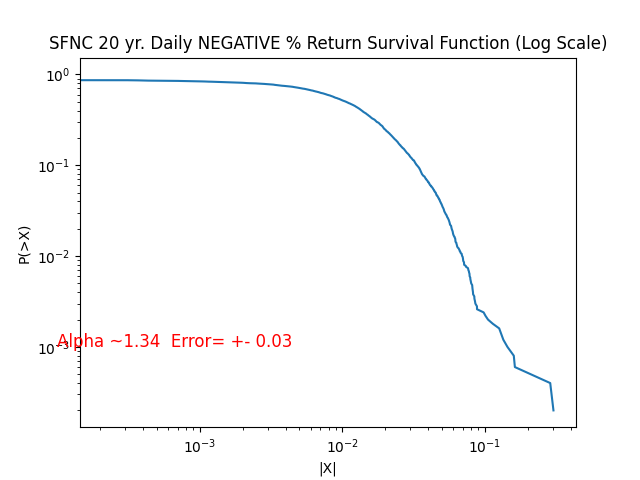 SFNC 20 yr. Daily NEGATIVE % Return Survival Function (Log Scale)
10⁰
10⁻¹
P(>X)
10⁻²
10⁻³
Alpha ~1.34  Error= +- 0.03
10⁻³
10⁻²
10⁻¹
|X|